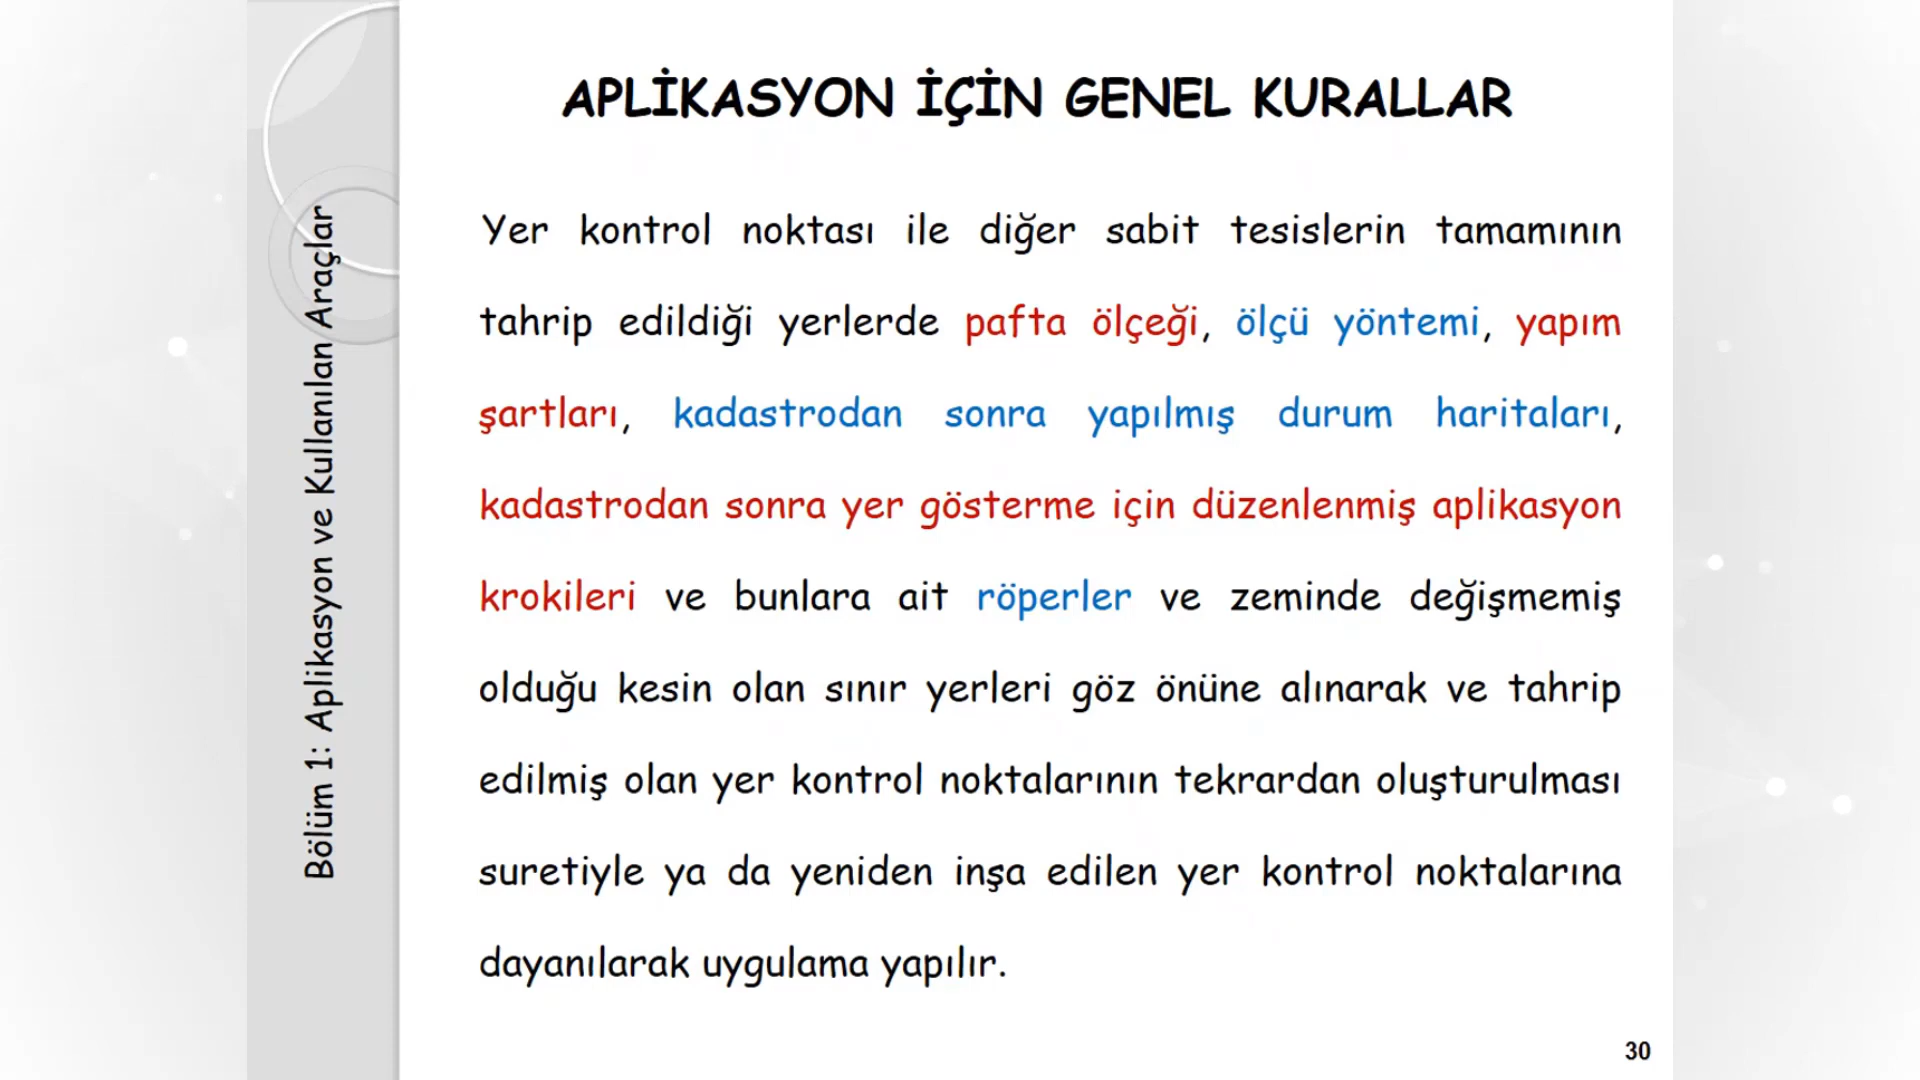 APLİKASYON İÇİN GENEL KURALLAR
Bölüm 1: Aplikasyon ve Kullanılan Araçlar
Yer kontrol noktası ile diğer sabit tesislerin tamamının
tahrip edildiği yerlerde pafta ölçeği, ölçü yöntemi, yapım
şartları, kadastrodan sonra yapılmış durum haritaları,
kadastrodan sonra yer gösterme için düzenlenmiş aplikasyon
krokileri ve bunlara ait röperler ve zeminde değişmemiş
olduğu kesin olan sınır yerleri göz önüne alınarak ve tahrip
edilmiş olan yer kontrol noktalarının tekrardan oluşturulması
suretiyle ya da yeniden inşa edilen yer kontrol noktalarına
dayanılarak uygulama yapılır.
30